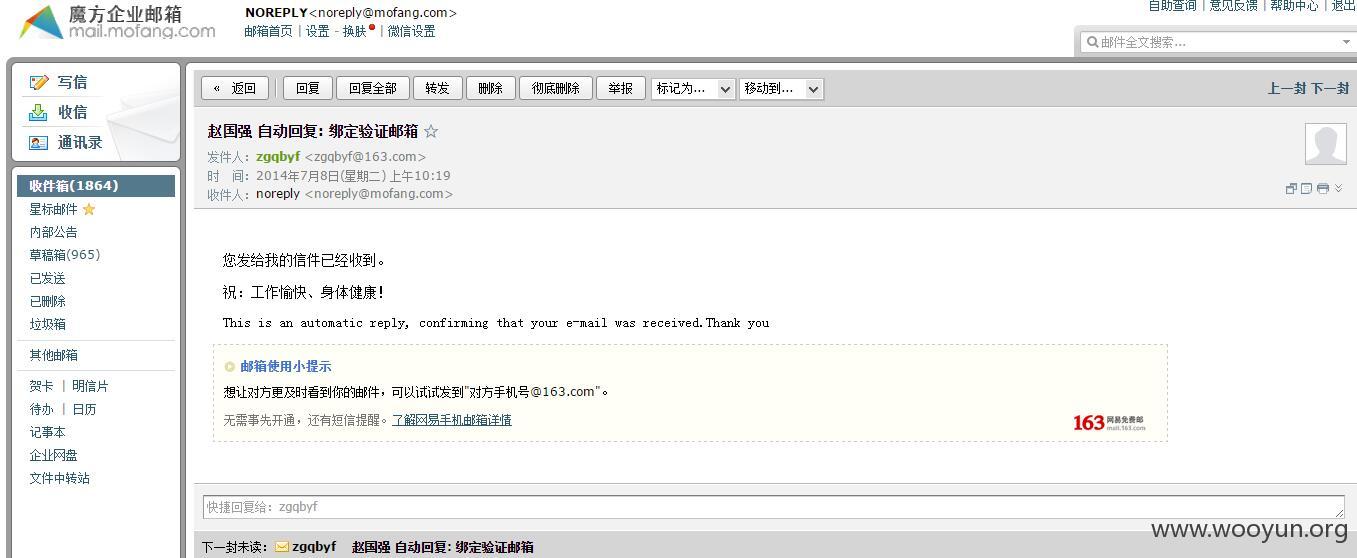 魔方企业邮箱
mail.mofang.com
NOREPLY<noreply@mofang.com>
邮箱首页 | 设置 - 换肤 | 微信设置
自助查询 | 意见反馈 | 帮助中心 | 退出
邮件全文搜索...
写信
收信
通讯录
收件箱(1864)
星标邮件
内部公告
草稿箱(965)
已发送
已删除
垃圾箱
其他邮箱
贺卡 | 明信片
待办 | 日历
记事本
企业网盘
文件中转站
« 返回 回复 回复全部 转发 删除 彻底删除 举报 标记为... 移动到...
上一封 下一封
赵国强 自动回复: 绑定验证邮箱
发件人: zgqbyf <zgqbyf@163.com>
时 间: 2014年7月8日(星期二) 上午10:19
收件人: noreply <noreply@mofang.com>
您发给我的信件已经收到。
祝：工作愉快、身体健康!
This is an automatic reply, confirming that your e-mail was received.Thank you
邮箱使用小提示
想让对方更及时看到你的邮件，可以试试发到"对方手机号@163.com"。
无需事先开通，还有短信提醒。了解网易手机邮箱详情
163 网易免费邮
mail.163.com
快捷回复给: zgqbyf
www.wooyun.org
下一封未读: zgqbyf 赵国强 自动回复: 绑定验证邮箱